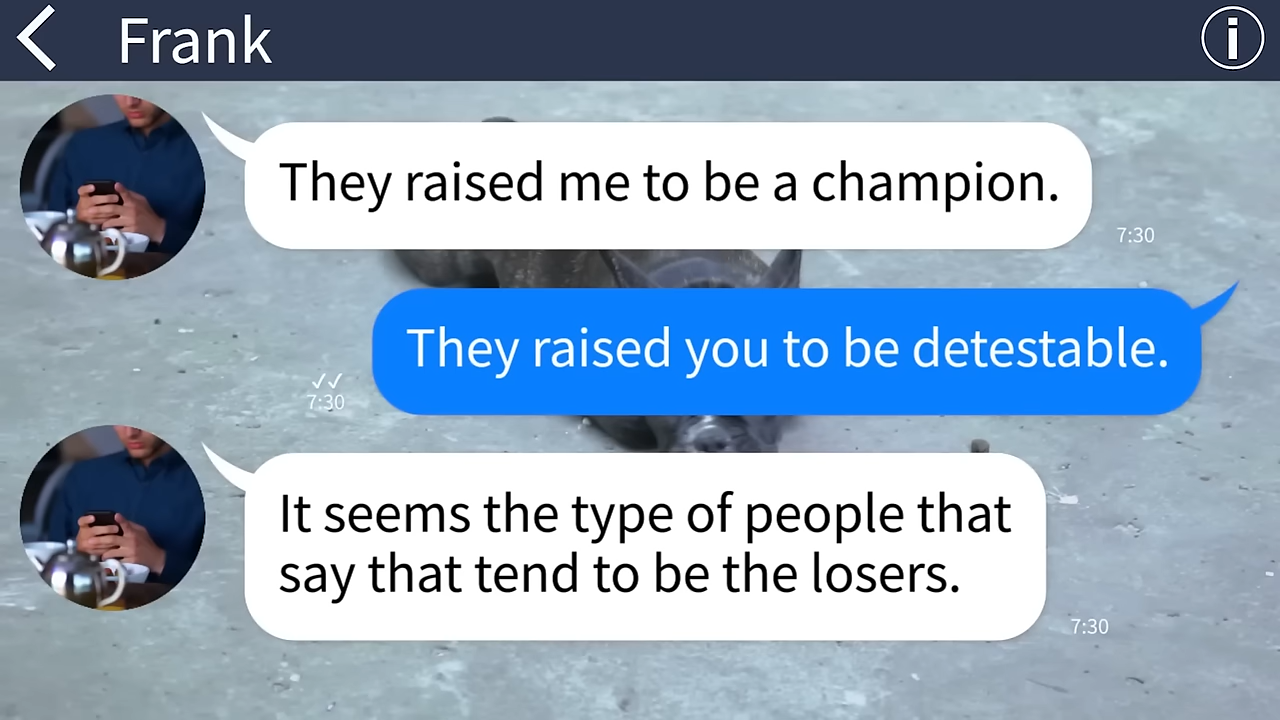 Frank
They raised me to be a champion.
7:30
They raised you to be detestable.
7:30
It seems the type of people that
say that tend to be the losers.
7:30